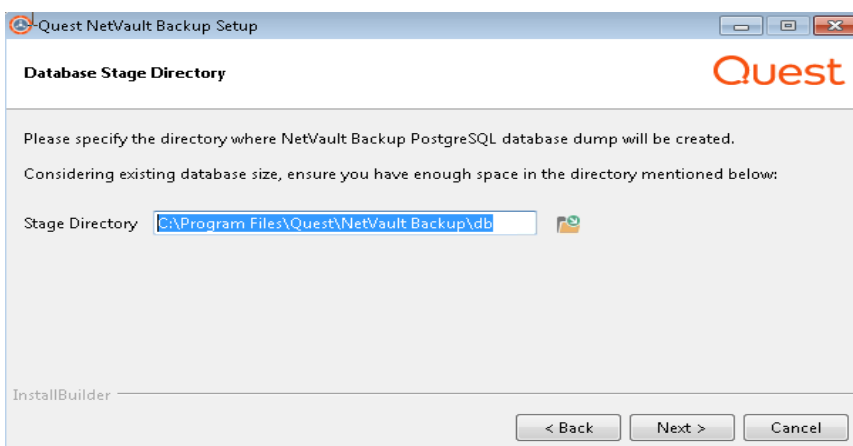 Quest NetVault Backup Setup
Database Stage Directory
Quest
Please specify the directory where NetVault Backup PostgreSQL database dump will be created.
Considering existing database size, ensure you have enough space in the directory mentioned below:
Stage Directory C:\Program Files\Quest\NetVault Backup\db
InstallBuilder
< Back Next > Cancel